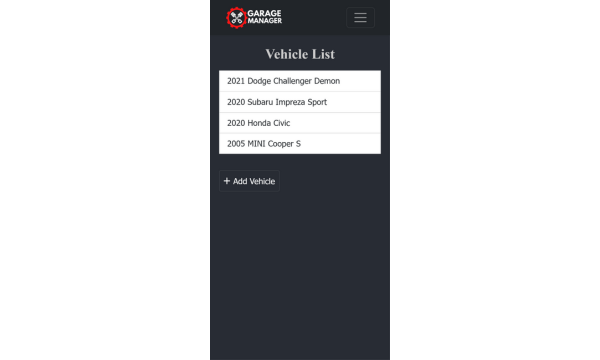 GARAGE
MANAGER
Vehicle List
2021 Dodge Challenger Demon
2020 Subaru Impreza Sport
2020 Honda Civic
2005 MINI Cooper S
+ Add Vehicle